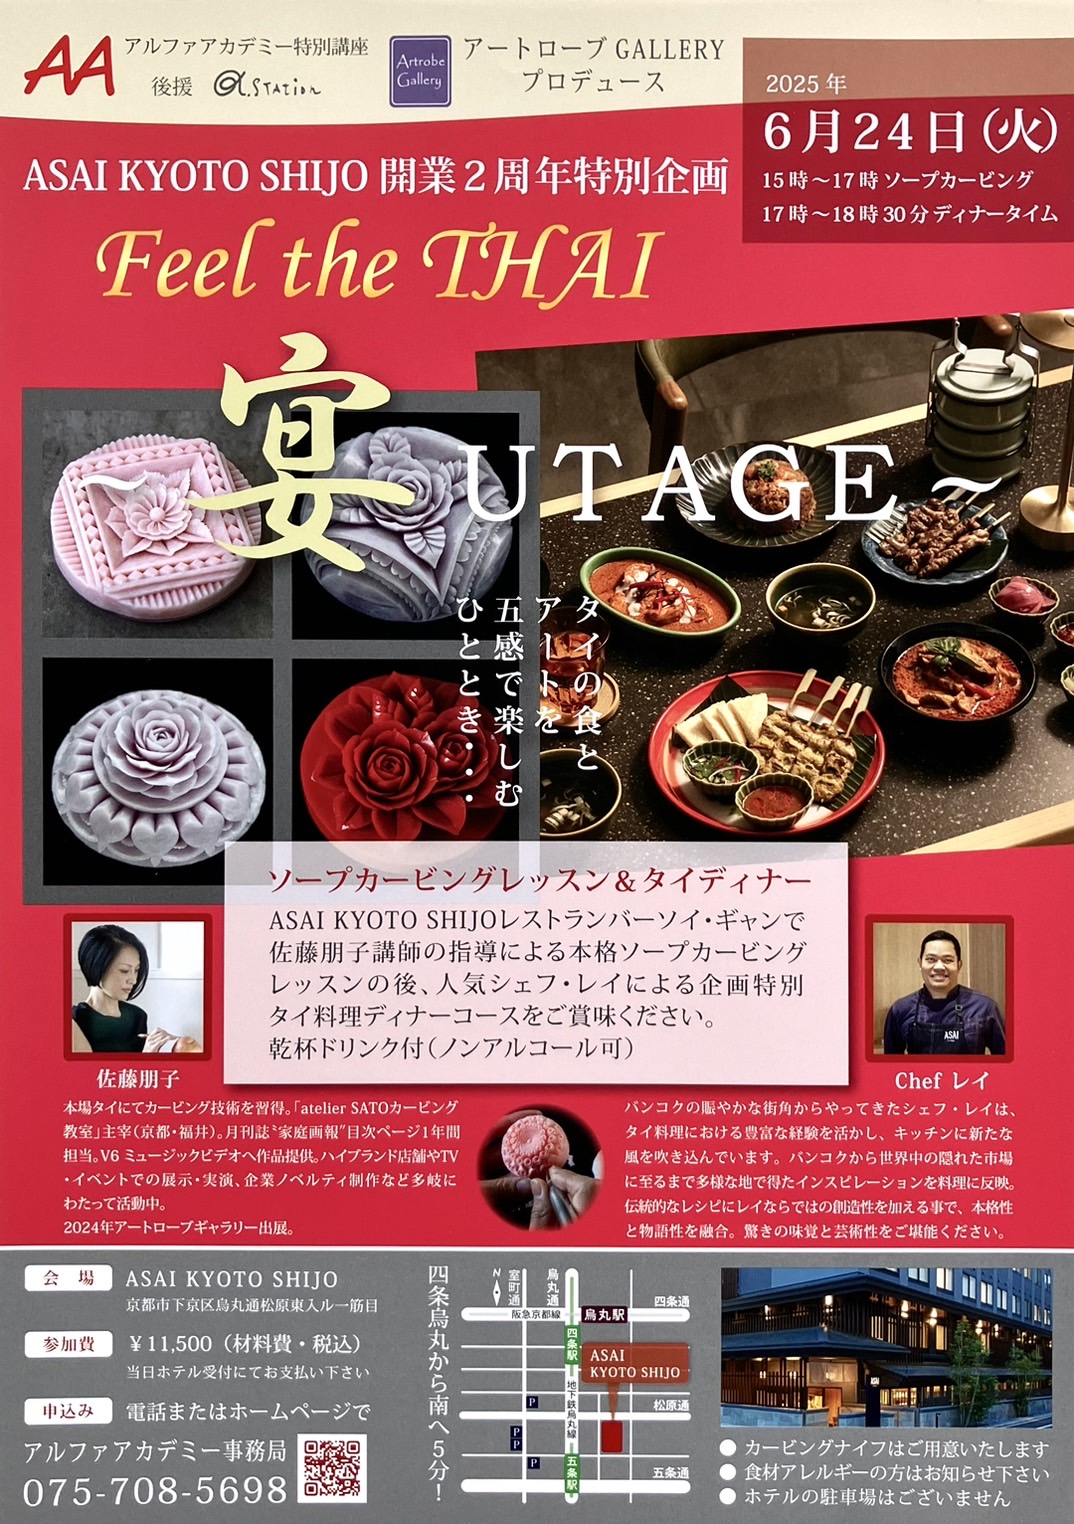 AA
アルファアカデミー特別講座
後援 α.STATION
Artrobe
Gallery
アートローブ GALLERY
プロデュース
2025 年
6月24日（火）
15 時～17 時 ソープカービング
17 時～18 時 30 分 ディナータイム
ASAI KYOTO SHIJO 開業２周年特別企画
Feel the THAI
～宴 UTAGE～
タイの食と
アートを
五感で楽しむ
ひととき・・・
ソープカービングレッスン＆タイディナー
ASAI KYOTO SHIJOレストランバーソイ・ギャンで
佐藤朋子講師の指導による本格ソープカービング
レッスンの後、人気シェフ・レイによる企画特別
タイ料理ディナーコースをご賞味ください。
乾杯ドリンク付（ノンアルコール可）
佐藤朋子
本場タイにてカービング技術を習得。「atelier SATOカービング
教室」主宰（京都・福井）。月刊誌〝家庭画報〟目次ページ1年間
担当。V6 ミュージックビデオへ作品提供。ハイブランド店舗やTV
・イベントでの展示・実演、企業ノベルティ制作など多岐に
わたって活動中。
2024年アートローブギャラリー出展。
ASAI
Chef レイ
バンコクの賑やかな街角からやってきたシェフ・レイは、
タイ料理における豊富な経験を活かし、キッチンに新たな
風を吹き込んでいます。バンコクから世界中の隠れた市場
に至るまで多様な地で得たインスピレーションを料理に反映。
伝統的なレシピにレイならではの創造性を加える事で、本格性
と物語性を融合。驚きの味覚と芸術性をご堪能ください。
会 場
ASAI KYOTO SHIJO
京都市下京区烏丸通松原東入ル一筋目
参加費
￥11,500（材料費・税込）
当日ホテル受付にてお支払い下さい
申込み
電話またはホームページで
アルファアカデミー事務局
075-708-5698
四条烏丸から南へ５分！
N
室町通
烏丸通
四条通
阪急京都線
烏丸駅
四条駅
ASAI
KYOTO SHIJO
地下鉄烏丸線
松原通
P
P
P
P
五条駅
五条通
ASAI
● カービングナイフはご用意いたします
● 食材アレルギーの方はお知らせ下さい
● ホテルの駐車場はございません